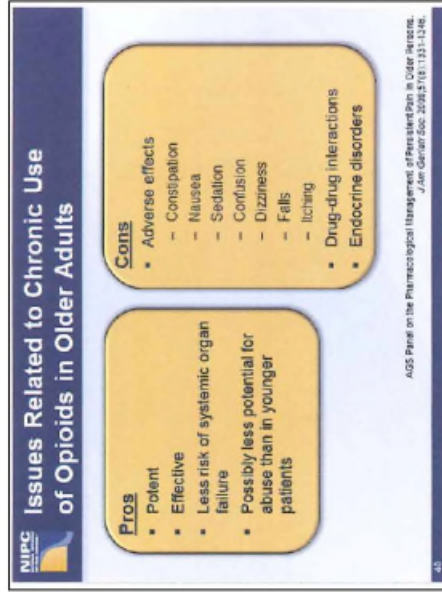 NIPC
Issues Related to Chronic Use
of Opioids in Older Adults
Pros
▪ Potent
▪ Effective
▪ Less risk of systemic organ
failure
▪ Possibly less potential for
abuse than in younger
patients
Cons
▪ Adverse effects
– Constipation
– Nausea
– Sedation
– Confusion
– Dizziness
– Falls
– Itching
▪ Drug-drug interactions
▪ Endocrine disorders
AGS Panel on the Pharmacological Management of Persistent Pain in Older Persons.
J Am Geriatr Soc. 2009;57(8):1331-1346.